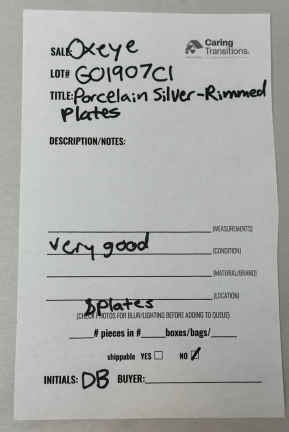 SALE: Oxeye
Caring Transitions.
LOT# GO1907C1
TITLE: Porcelain Silver-Rimmed
Plates
DESCRIPTION/NOTES:
(MEASUREMENTS)
very good (CONDITION)
(MATERIAL/BRAND)
(LOCATION)
8 plates
(CHECK PHOTOS FOR BLUR/LIGHTING BEFORE ADDING TO QUEUE)
# pieces in # boxes/bags/
shippable YES NO
INITIALS: DB BUYER: